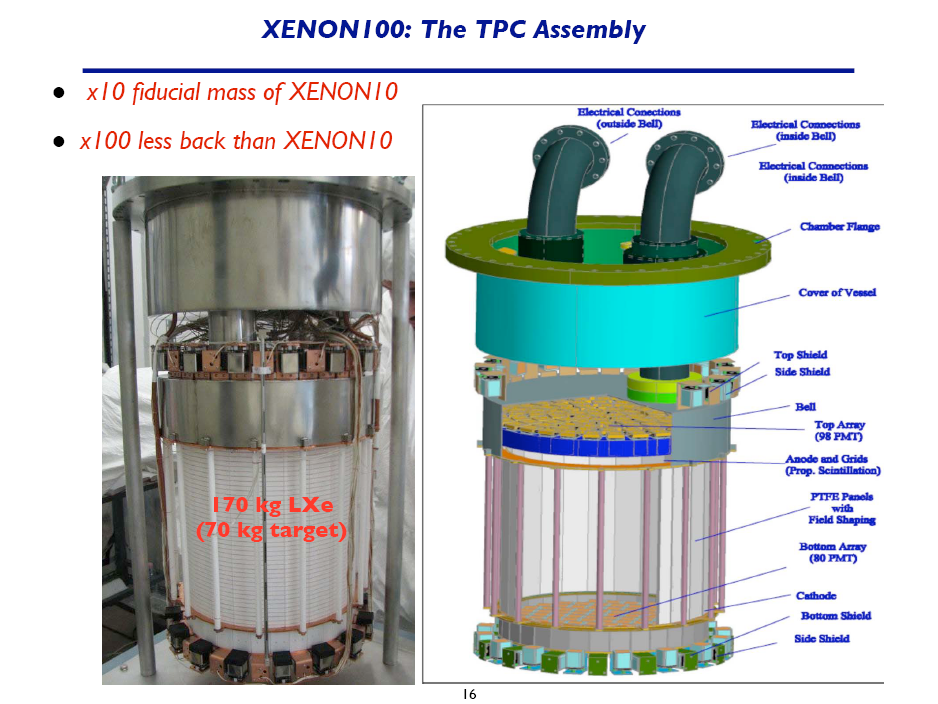 XENON100: The TPC Assembly
• x10 fiducial mass of XENON10
• x100 less back than XENON10
170 kg LXe
(70 kg target)
Electrical Conections
(outside Bell)
Electrical Connections
(inside Bell)
Electrical Connections
(inside Bell)
Chamber Flange
Cover of Vessel
Top Shield
Side Shield
Bell
Top Array
(98 PMT)
Anode and Grids
(Prop. Scintillation)
PTFE Panels
with
Field Shaping
Bottom Array
(80 PMT)
Cathode
Bottom Shield
Side Shield
16